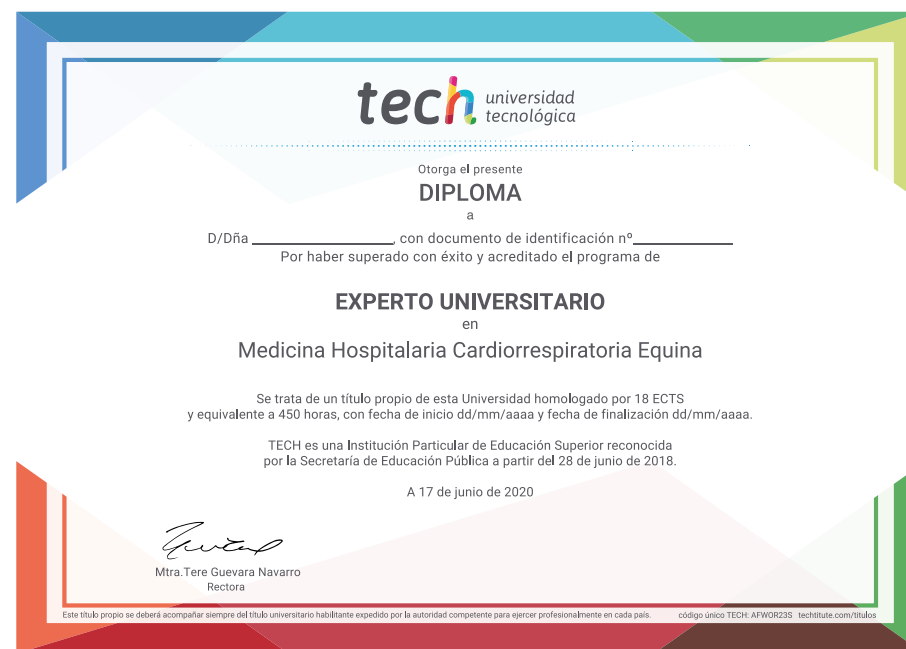 tech universidad
tecnológica
Otorga el presente
DIPLOMA
a
D/Dña ____________________, con documento de identificación nº______________
Por haber superado con éxito y acreditado el programa de
EXPERTO UNIVERSITARIO
en
Medicina Hospitalaria Cardiorrespiratoria Equina
Se trata de un título propio de esta Universidad homologado por 18 ECTS
y equivalente a 450 horas, con fecha de inicio dd/mm/aaaa y fecha de finalización dd/mm/aaaa.
TECH es una Institución Particular de Educación Superior reconocida
por la Secretaría de Educación Pública a partir del 28 de junio de 2018.
A 17 de junio de 2020
Mtra.Tere Guevara Navarro
Rectora
Este título propio se deberá acompañar siempre del título universitario habilitante expedido por la autoridad competente para ejercer profesionalmente en cada país. código único TECH: AFWOR23S techtitute.com/titulos